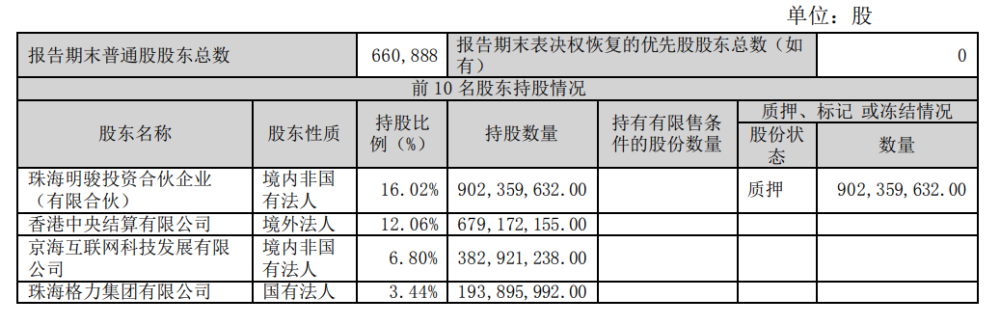 单位：股
报告期末普通股股东总数 660,888 报告期末表决权恢复的优先股股东总数（如有） 0
前 10 名股东持股情况
股东名称 股东性质 持股比例（%） 持股数量 持有有限售条件的股份数量 质押、标记 或冻结情况
股份状态 数量
珠海明骏投资合伙企业（有限合伙） 境内非国有法人 16.02% 902,359,632.00 质押 902,359,632.00
香港中央结算有限公司 境外法人 12.06% 679,172,155.00
京海互联网科技发展有限公司 境内非国有法人 6.80% 382,921,238.00
珠海格力集团有限公司 国有法人 3.44% 193,895,992.00